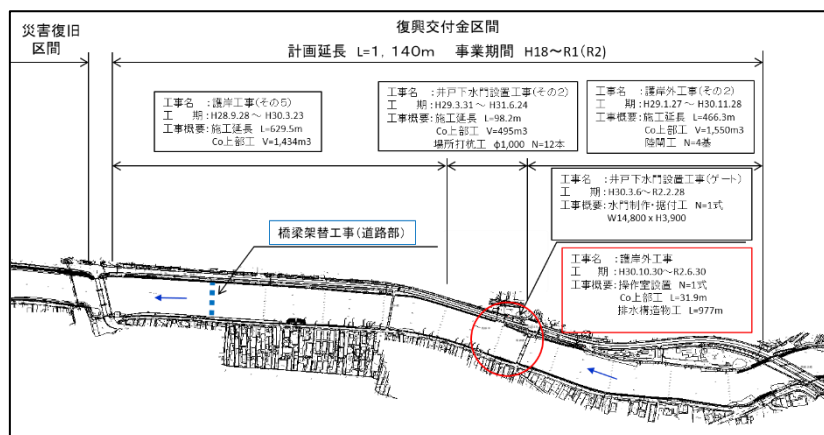 災害復旧
区間
復興交付金区間
計画延長 L=1,140m 事業期間 H18～R1(R2)
工事名 :護岸工事(その5)
工 期:H28.9.28 ～ H30.3.23
工事概要:施工延長 L=629.5m
Co上部工 V=1,434m3
工事名 :井戸下水門設置工事(その2)
工 期:H29.3.31 ～ H31.6.24
工事概要:施工延長 L=98.2m
Co上部工 V=495m3
場所打杭工 φ1,000 N=12本
工事名 :護岸外工事(その2)
工 期:H29.1.27 ～ H30.11.28
工事概要:施工延長 L=466.3m
Co上部工 V=1,550m3
陸閘工 N=4基
工事名 :井戸下水門設置工事(ゲート)
工 期:H30.3.6～R2.2.28
工事概要:水門制作・据付工 N=1式
W14,800 x H3,900
橋梁架替工事(道路部)
工事名 :護岸外工事
工 期:H30.10.30～R2.6.30
工事概要:操作室設置 N=1式
Co上部工 L=31.9m
排水構造物工 L=977m